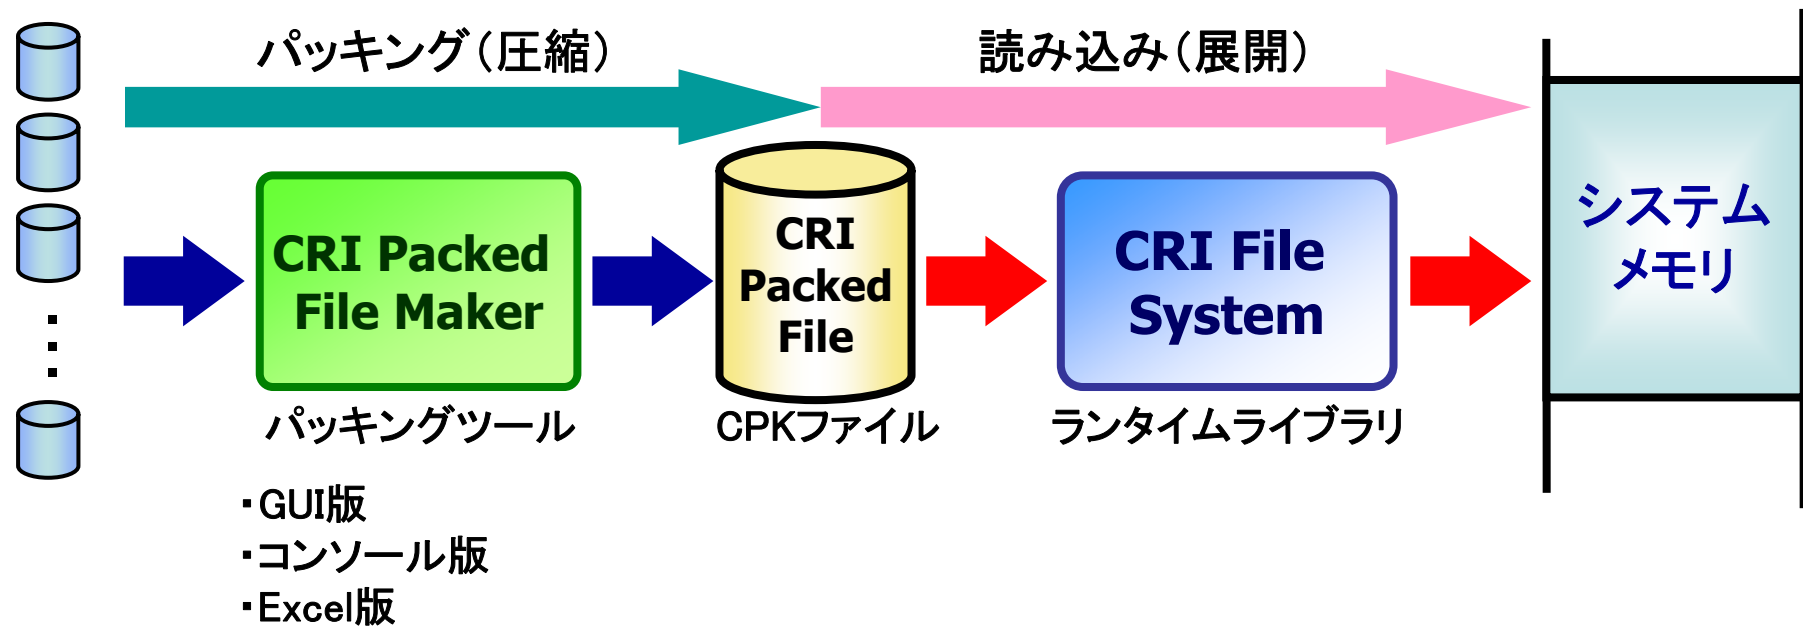 パッキング（圧縮）
読み込み（展開）
CRI Packed
File Maker
CRI
Packed
File
CRI File
System
システム
メモリ
パッキングツール
CPKファイル
ランタイムライブラリ
・GUI版
・コンソール版
・Excel版